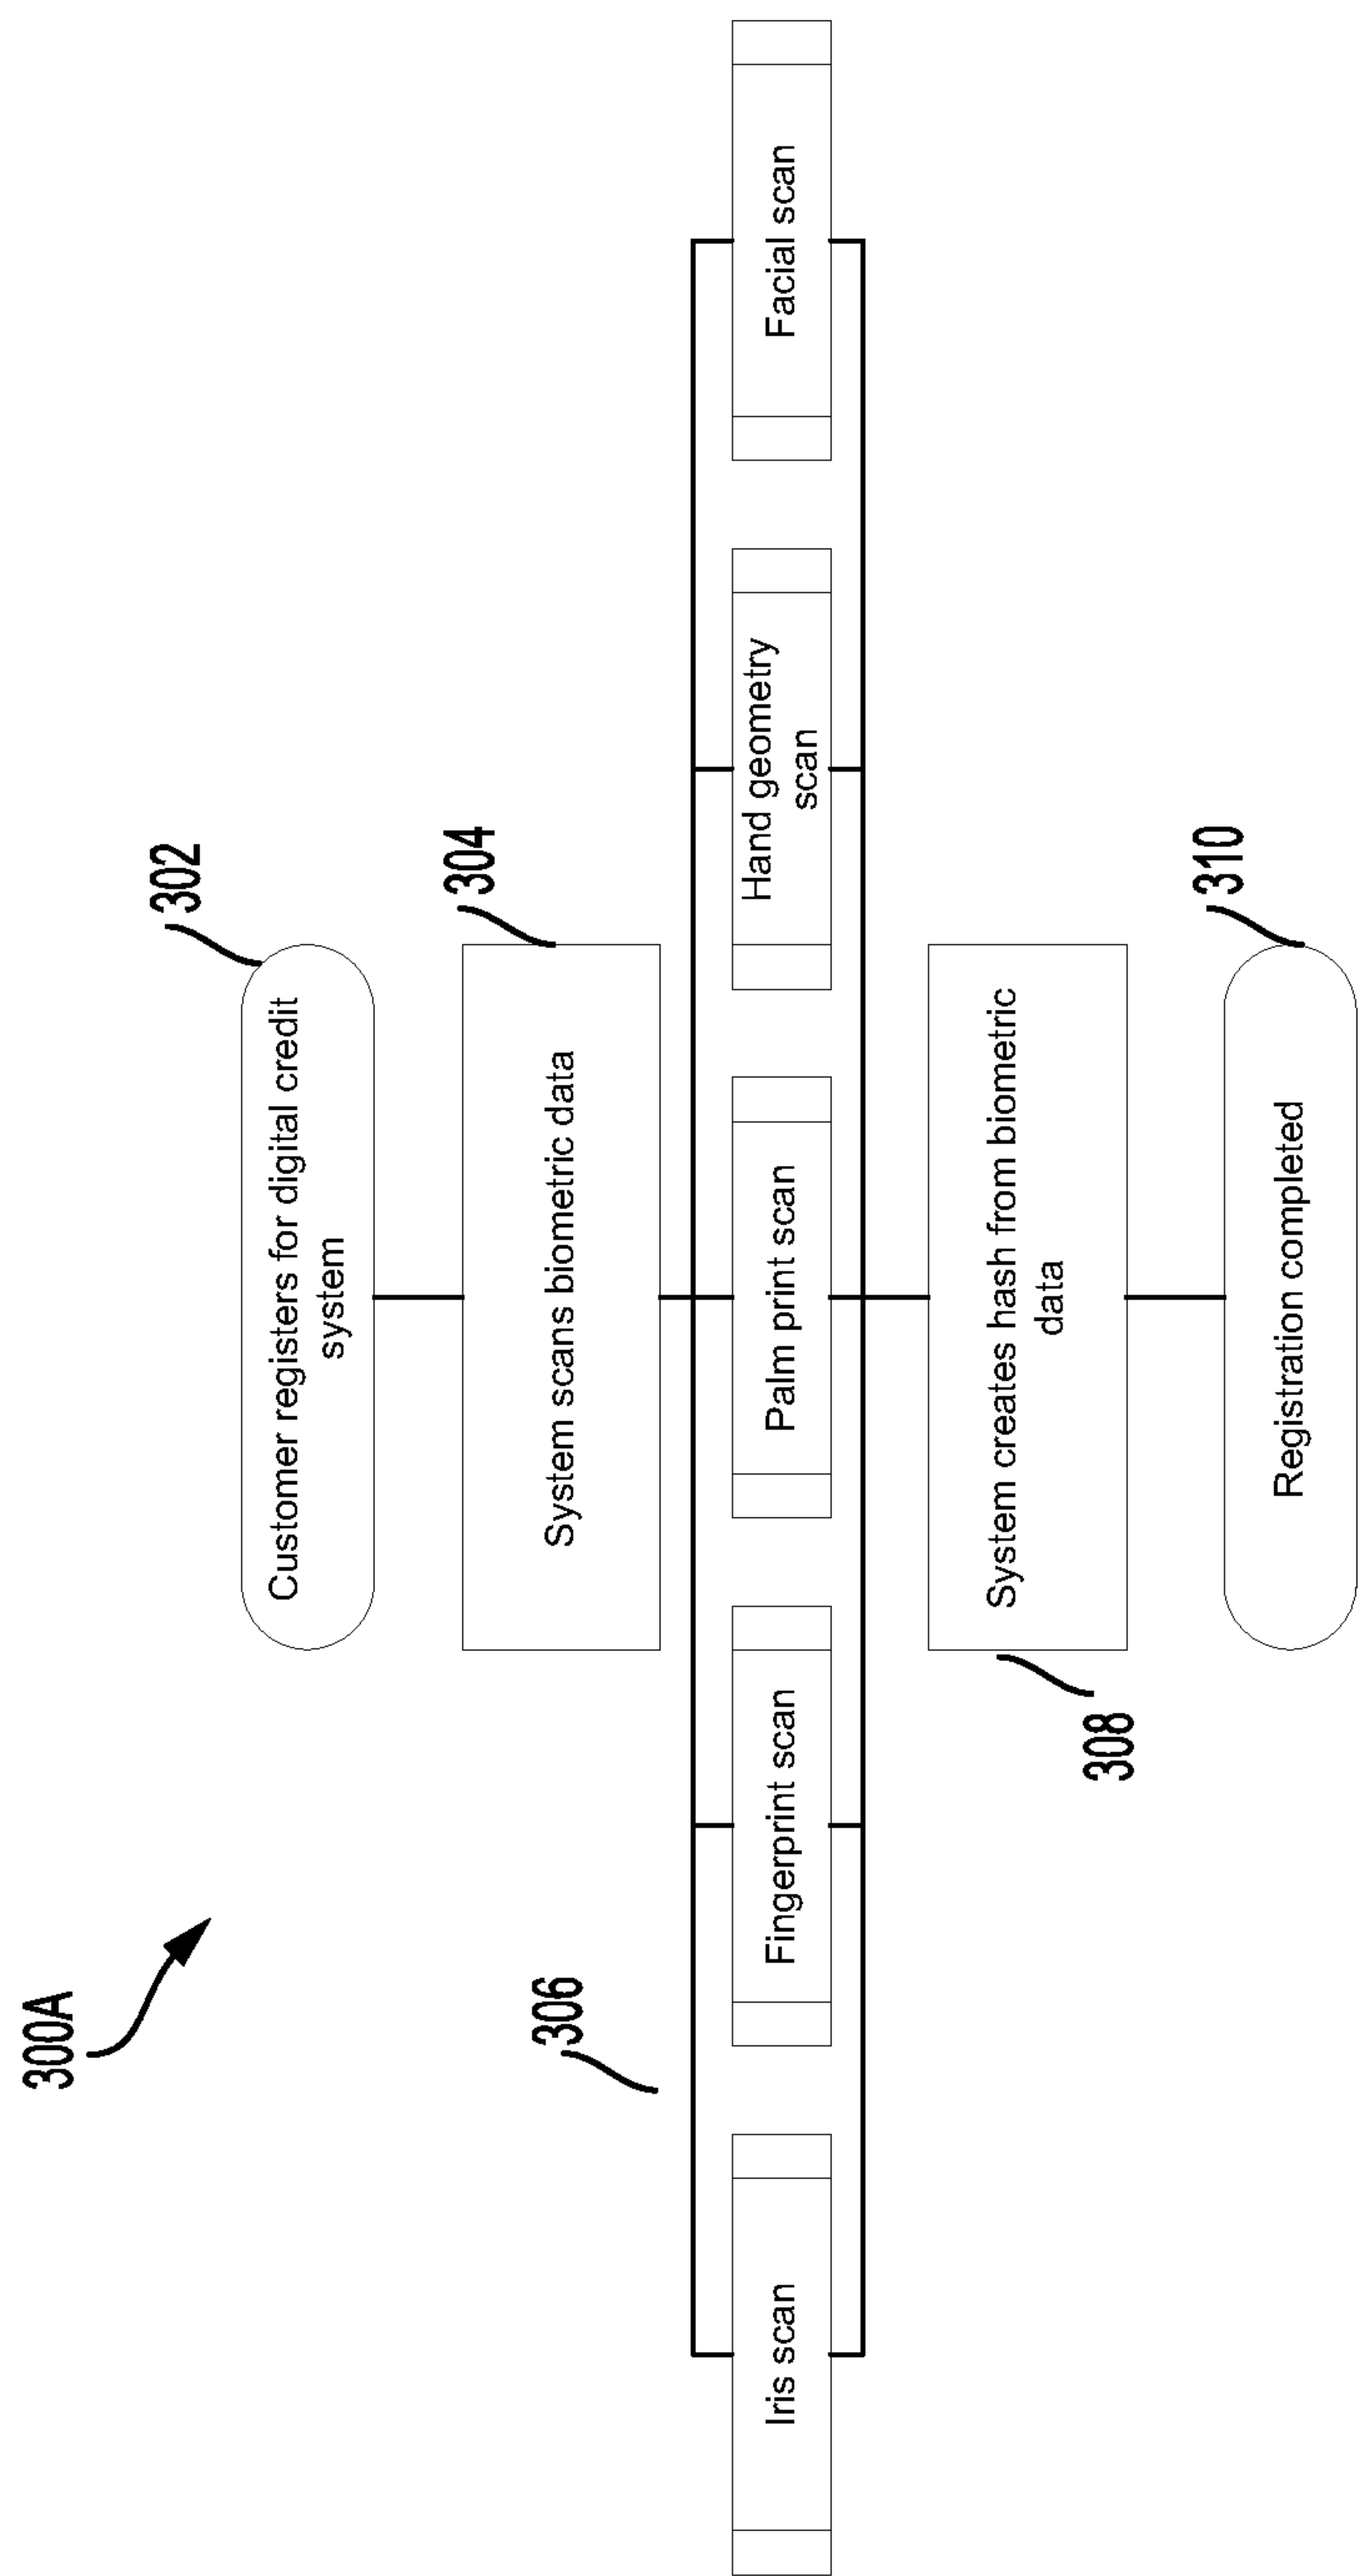 300A
302
Customer registers for digital credit
system
304
System scans biometric data
306
Iris scan
Fingerprint scan
Palm print scan
Hand geometry
scan
Facial scan
308
System creates hash from biometric
data
310
Registration completed